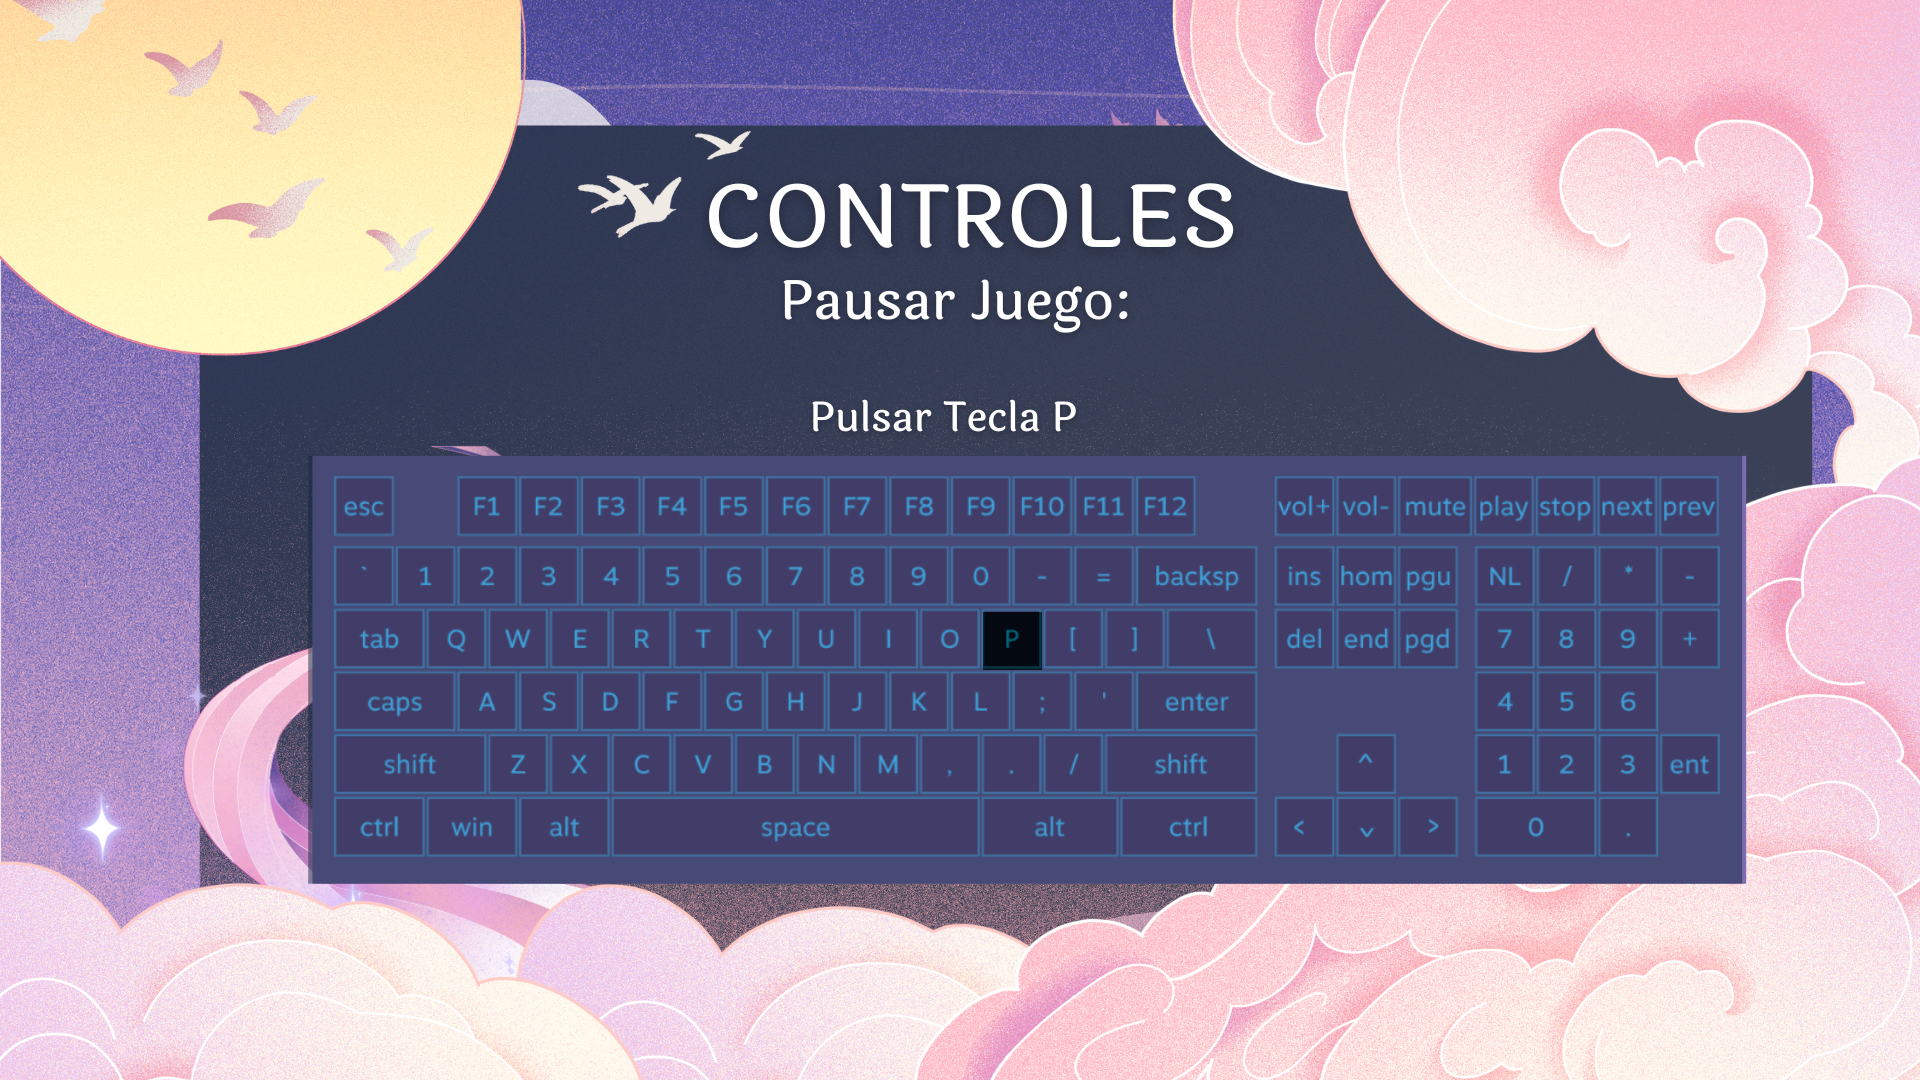 CONTROLES
Pausar Juego:
Pulsar Tecla P
esc F1 F2 F3 F4 F5 F6 F7 F8 F9 F10 F11 F12 vol+ vol- mute play stop next prev
` 1 2 3 4 5 6 7 8 9 0 - = backsp ins hom pgu NL / * -
tab Q W E R T Y U I O P [ ] \ del end pgd 7 8 9 +
caps A S D F G H J K L ; ' enter 4 5 6
shift Z X C V B N M , . / shift ^ 1 2 3 ent
ctrl win alt space alt ctrl < ⌄ > 0 .